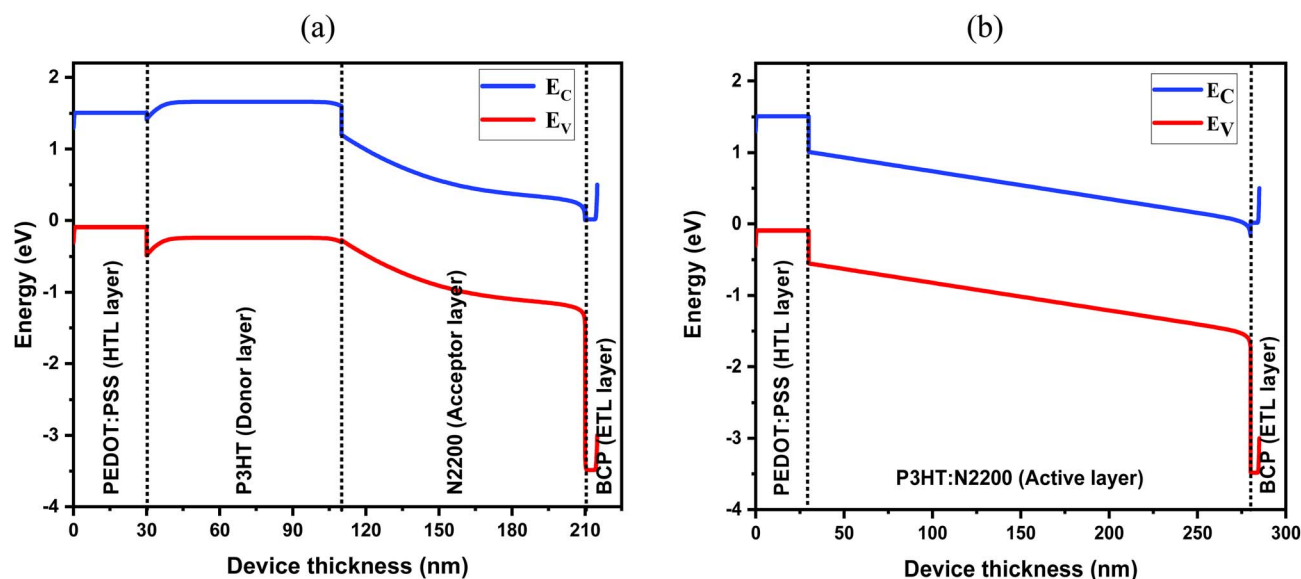 (a)
E_C
E_V
2
1
0
-1
-2
-3
-4
Energy (eV)
PEDOT:PSS (HTL layer)
P3HT (Donor layer)
N2200 (Acceptor layer)
BCP (ETL layer)
0 30 60 90 120 150 180 210
Device thickness (nm)
(b)
E_C
E_V
2
1
0
-1
-2
-3
-4
Energy (eV)
PEDOT:PSS (HTL layer)
P3HT:N2200 (Active layer)
BCP (ETL layer)
0 50 100 150 200 250 300
Device thickness (nm)